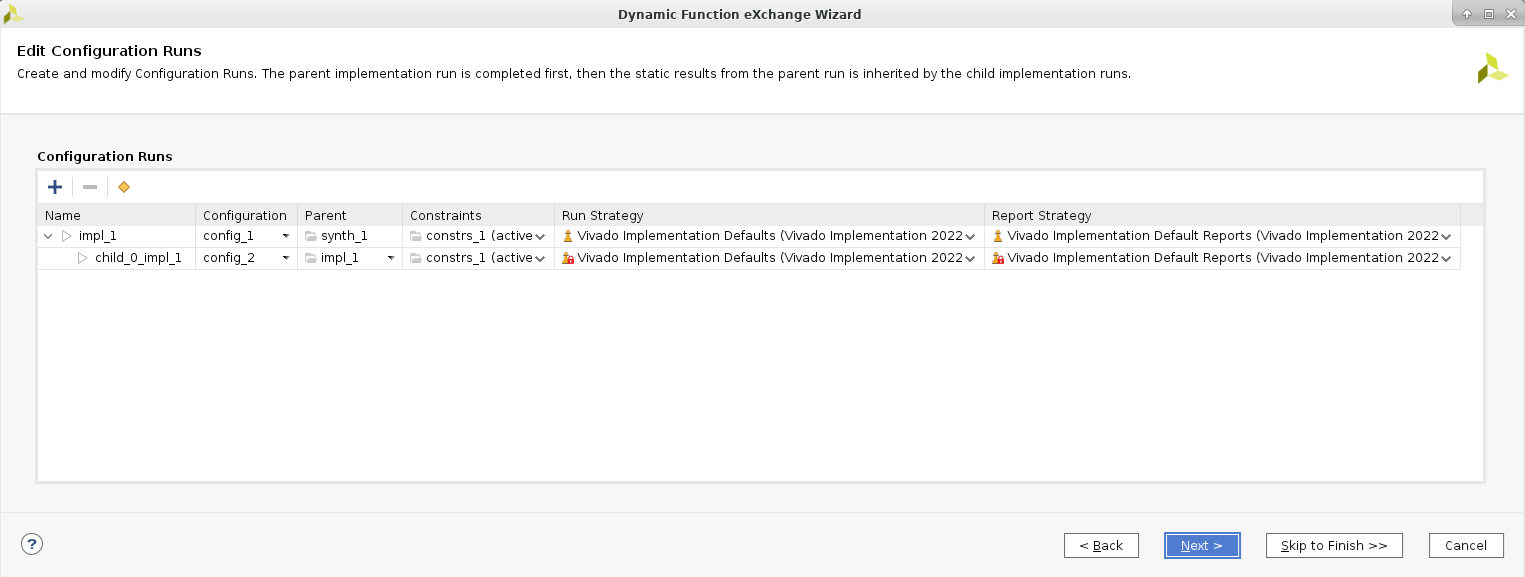 Dynamic Function eXchange Wizard
Edit Configuration Runs
Create and modify Configuration Runs. The parent implementation run is completed first, then the static results from the parent run is inherited by the child implementation runs.
Configuration Runs
Name Configuration Parent Constraints Run Strategy Report Strategy
impl_1 config_1 synth_1 constrs_1 (active Vivado Implementation Defaults (Vivado Implementation 2022 Vivado Implementation Default Reports (Vivado Implementation 2022
child_0_impl_1 config_2 impl_1 constrs_1 (active Vivado Implementation Defaults (Vivado Implementation 2022 Vivado Implementation Default Reports (Vivado Implementation 2022
? < Back Next > Skip to Finish >> Cancel